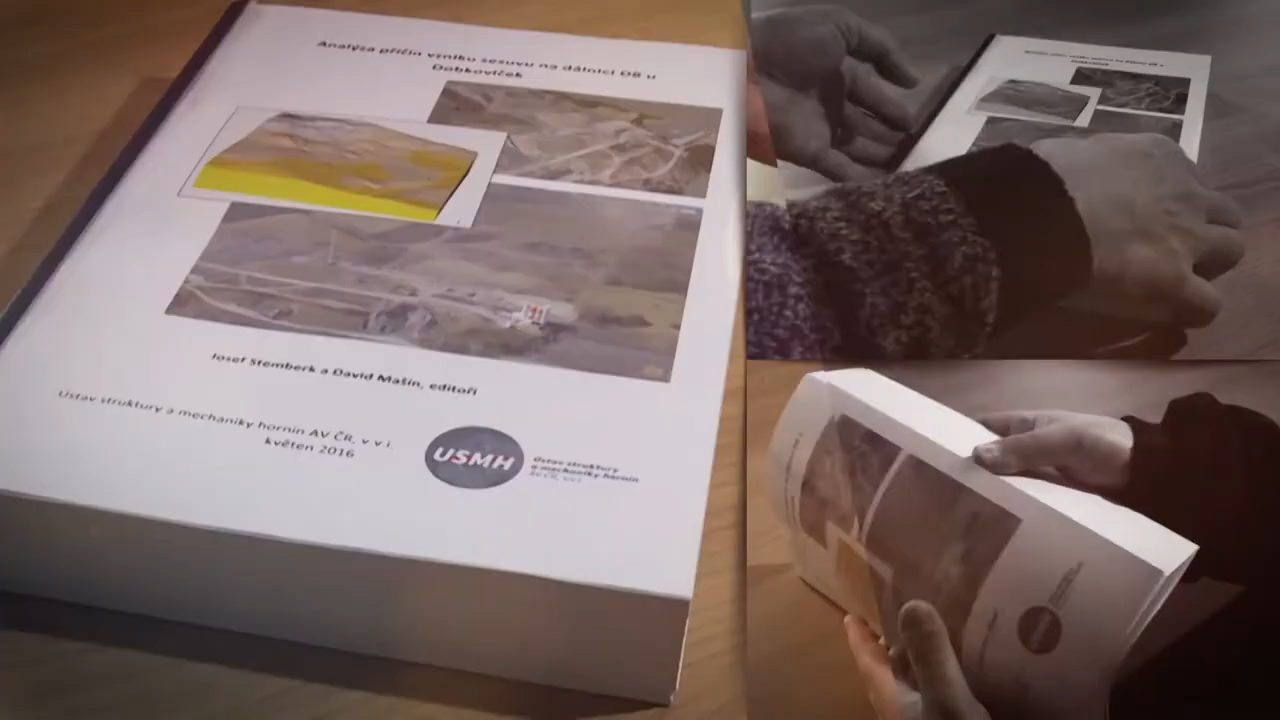 Analýza příčin vzniku sesuvu na dálnici D8 u
Dobkoviček
Josef Stemberk a David Mašín, editoři
Ústav struktury a mechaniky hornin AV ČR, v.v.i.
květen 2016
USMH
Ústav struktury
a mechaniky hornin
AV ČR, v.v.i.